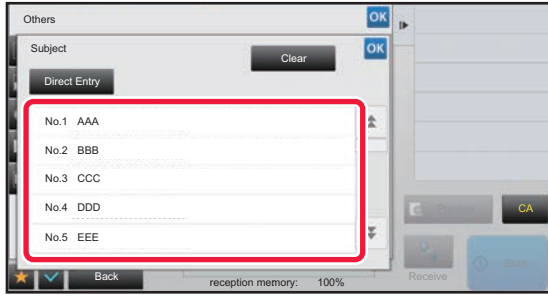 Others
OK
Subject
Clear
OK
Direct Entry
No.1 AAA
No.2 BBB
No.3 CCC
No.4 DDD
No.5 EEE
CA
Back
reception memory: 100%
Receive
Start